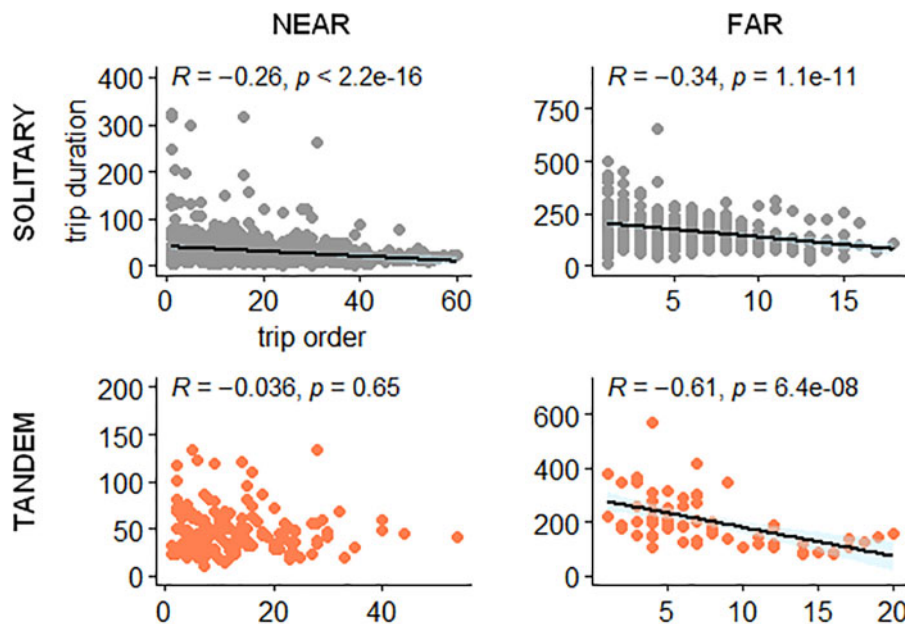 NEAR
FAR
SOLITARY
trip duration
R = −0.26, p < 2.2e-16
400
300
200
100
0
0 20 40 60
trip order
R = −0.34, p = 1.1e-11
750
500
250
0
5 10 15
TANDEM
R = −0.036, p = 0.65
200
150
100
50
0
0 20 40
R = −0.61, p = 6.4e-08
600
400
200
0
5 10 15 20